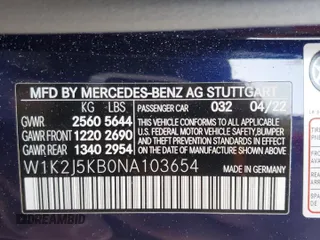 MFD BY MERCEDES-BENZ AG STUTTGART
KG LBS PASSENGER CAR 032 04/22
GVWR 2560 5644
GAWR FRONT 1220 2690
GAWR REAR 1340 2954
THIS VEHICLE CONFORMS TO ALL APPLICABLE
U.S. FEDERAL MOTOR VEHICLE SAFETY, BUMPER,
AND THEFT PREVENTION STANDARDS IN EFFECT
ON THE DATE OF MANUFACTURE SHOWN ABOVE.
W1K2J5KB0NA103654
MADE IN GERMANY
DREAMBID